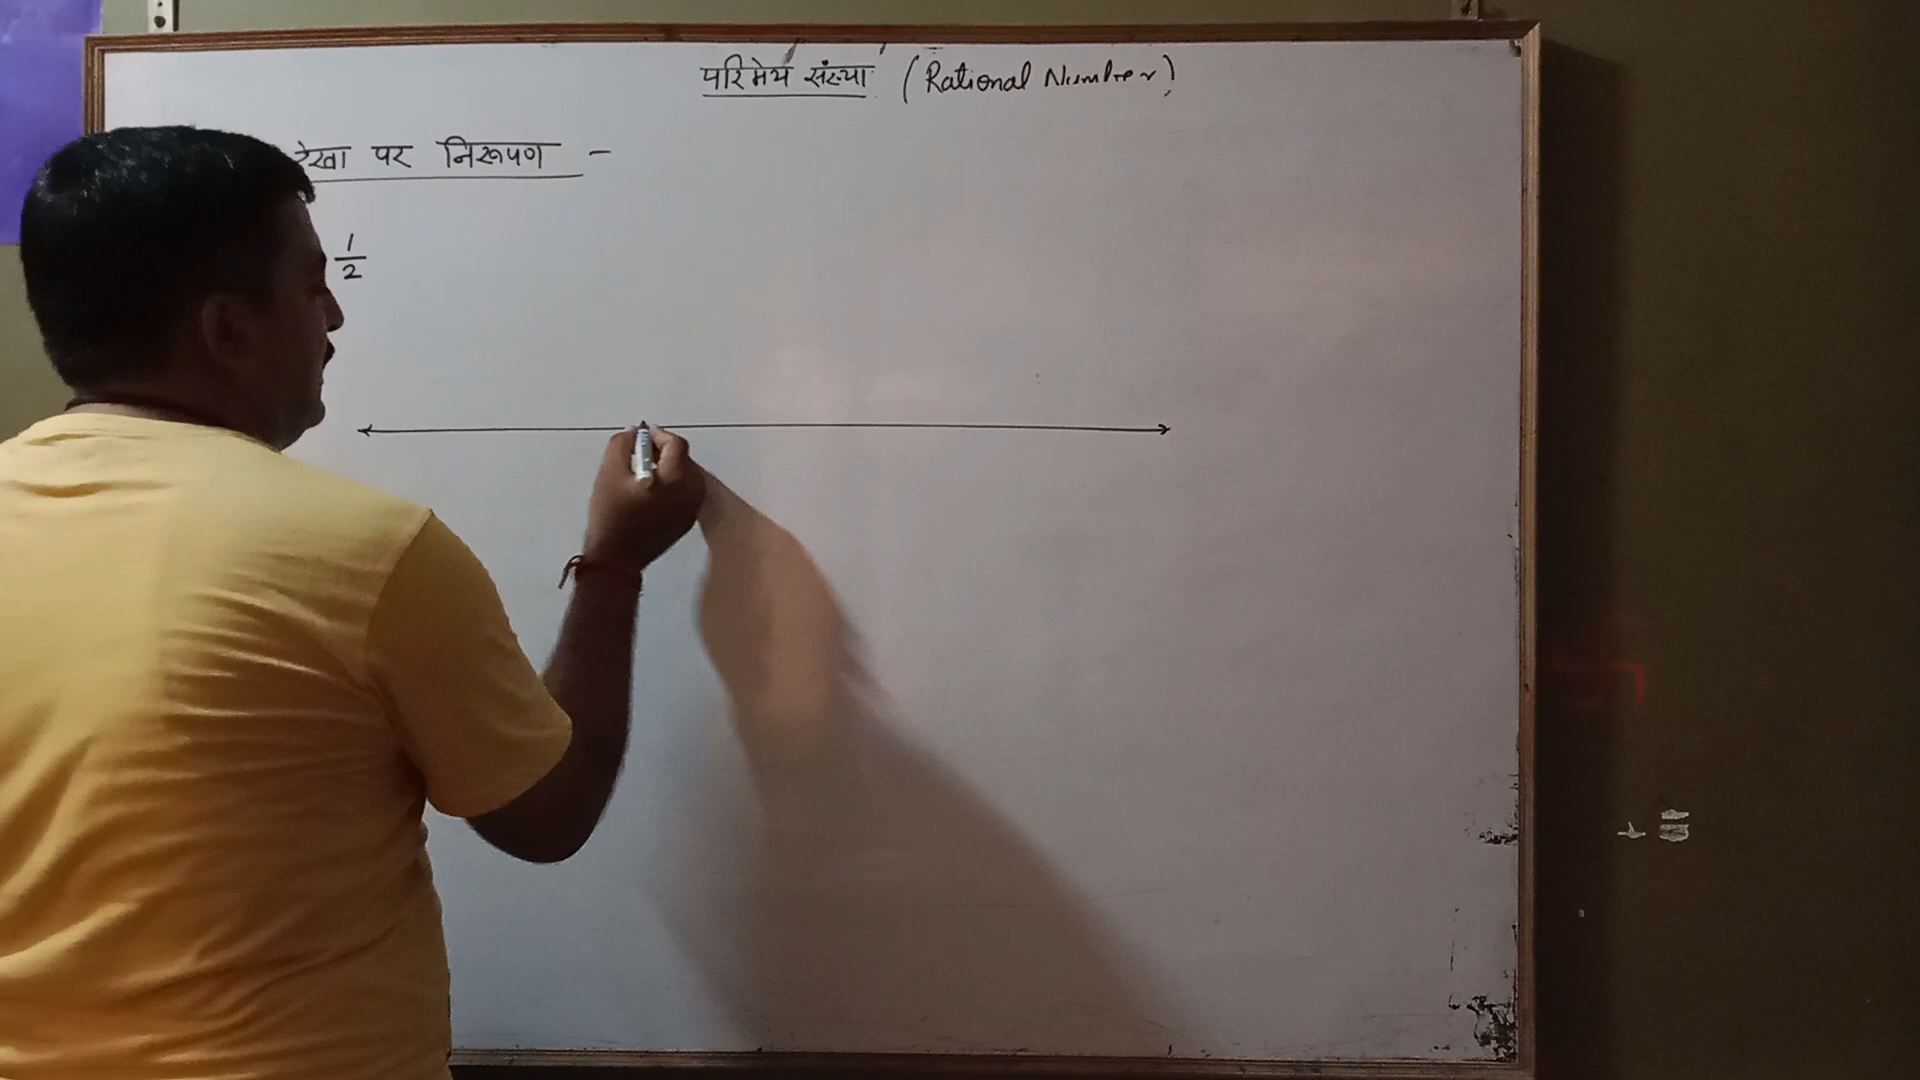 परिमेय संख्या (Rational Number)
रेखा पर निरूपण -
1/2